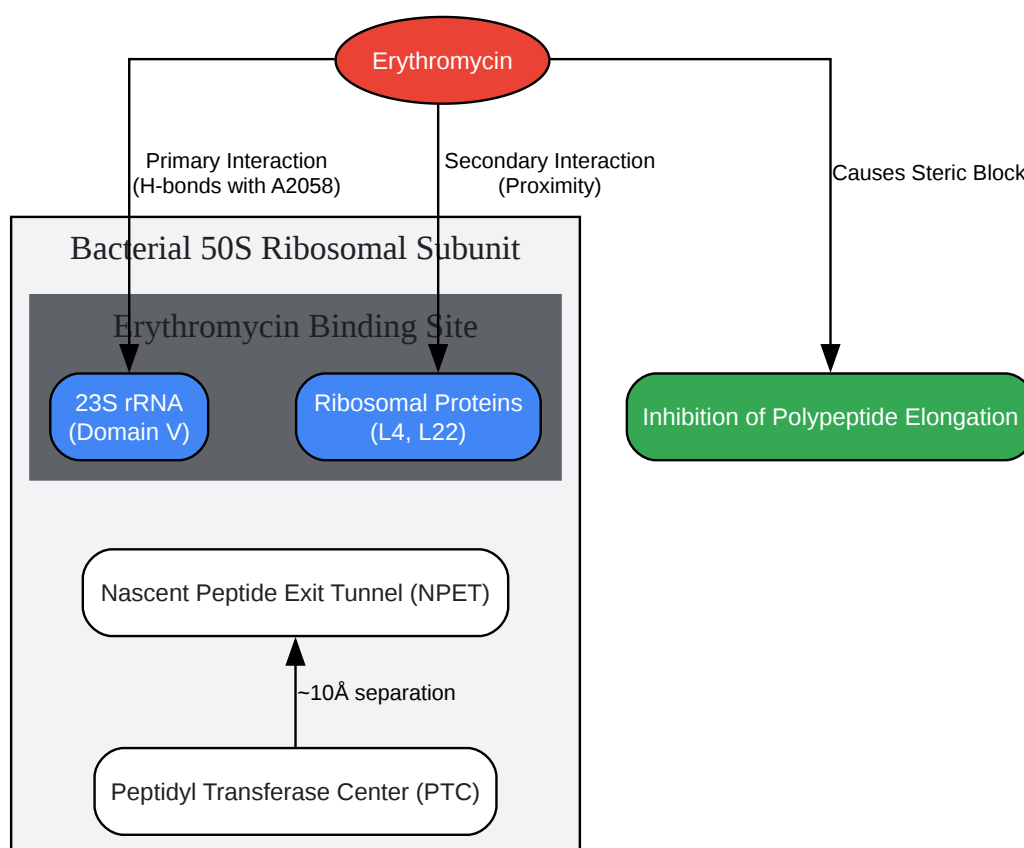 Erythromycin
Primary Interaction
(H-bonds with A2058)
Secondary Interaction
(Proximity)
Causes Steric Block
Bacterial 50S Ribosomal Subunit
Erythromycin Binding Site
23S rRNA
(Domain V)
Ribosomal Proteins
(L4, L22)
Inhibition of Polypeptide Elongation
Nascent Peptide Exit Tunnel (NPET)
~10Å separation
Peptidyl Transferase Center (PTC)